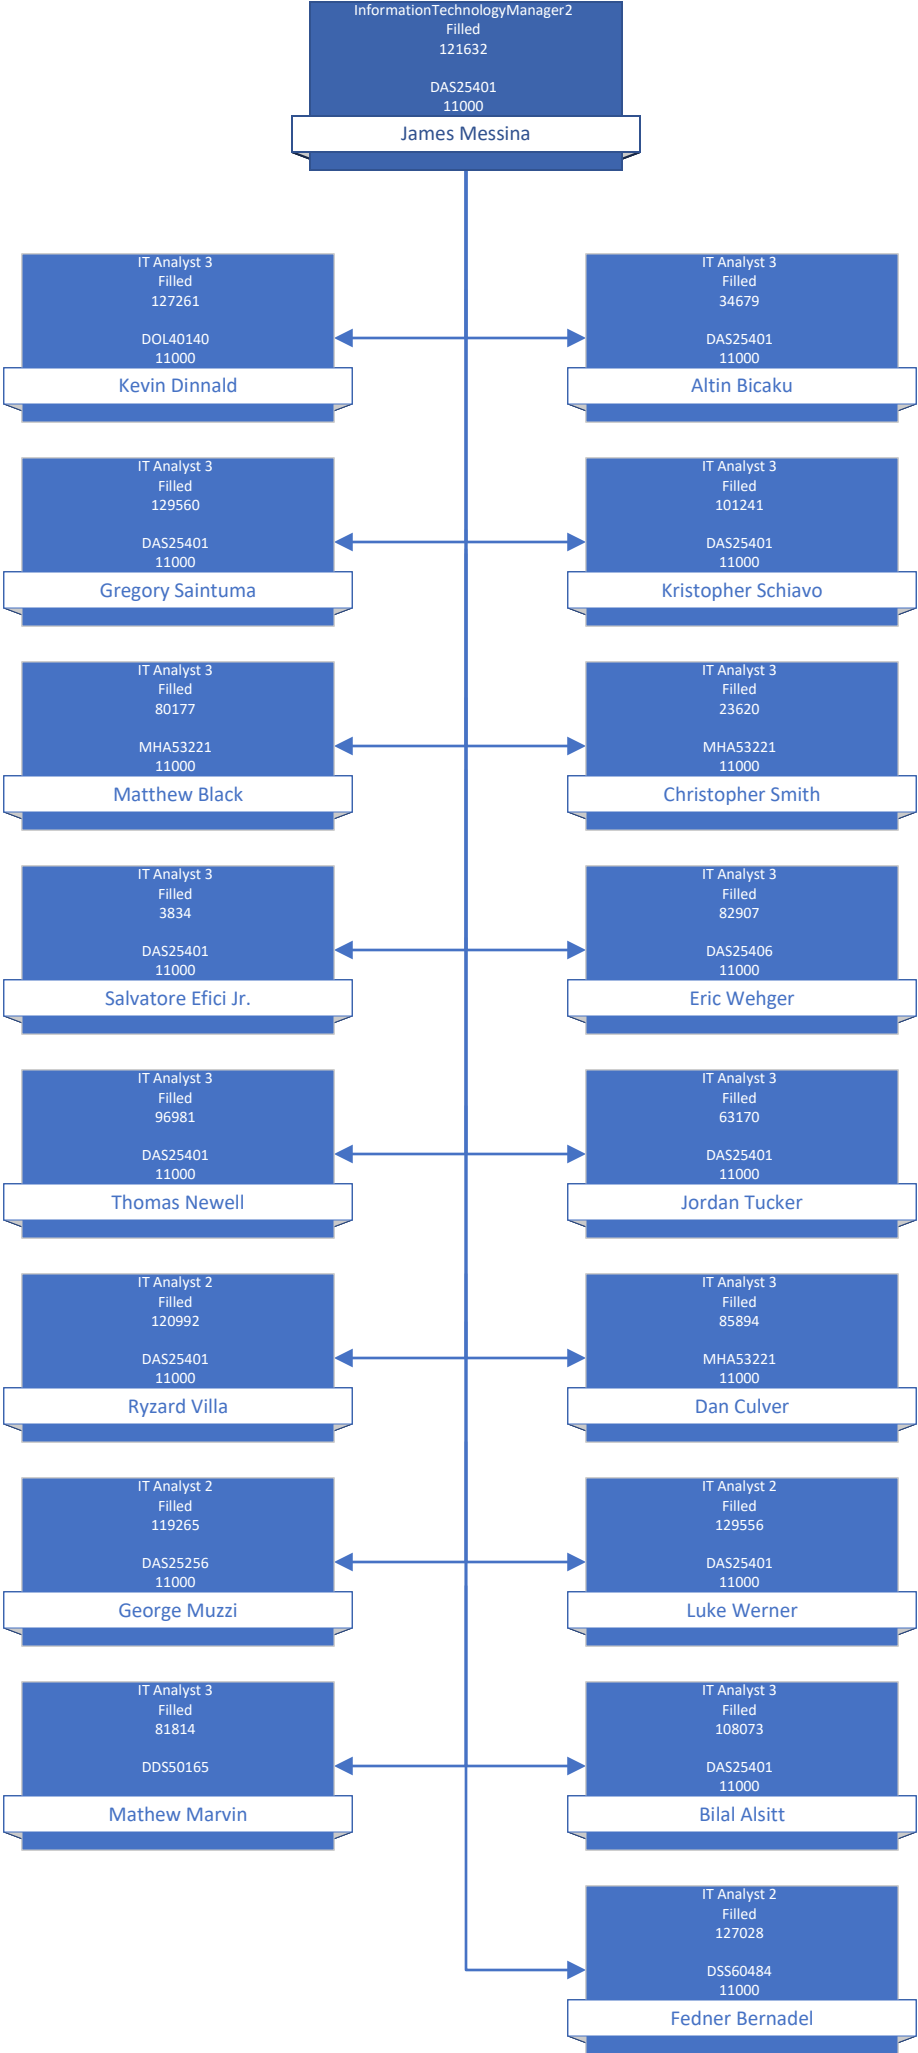 InformationTechnologyManager2
Filled
121632
DAS25401
11000
James Messina
IT Analyst 3
Filled
127261
DOL40140
11000
Kevin Dinnald
IT Analyst 3
Filled
34679
DAS25401
11000
Altin Bicaku
IT Analyst 3
Filled
129560
DAS25401
11000
Gregory Saintuma
IT Analyst 3
Filled
101241
DAS25401
11000
Kristopher Schiavo
IT Analyst 3
Filled
80177
MHA53221
11000
Matthew Black
IT Analyst 3
Filled
23620
MHA53221
11000
Christopher Smith
IT Analyst 3
Filled
3834
DAS25401
11000
Salvatore Efici Jr.
IT Analyst 3
Filled
82907
DAS25406
11000
Eric Wehger
IT Analyst 3
Filled
96981
DAS25401
11000
Thomas Newell
IT Analyst 3
Filled
63170
DAS25401
11000
Jordan Tucker
IT Analyst 2
Filled
120992
DAS25401
11000
Ryzard Villa
IT Analyst 3
Filled
85894
MHA53221
11000
Dan Culver
IT Analyst 2
Filled
119265
DAS25256
11000
George Muzzi
IT Analyst 2
Filled
129556
DAS25401
11000
Luke Werner
IT Analyst 3
Filled
81814
DDS50165
Mathew Marvin
IT Analyst 3
Filled
108073
DAS25401
11000
Bilal Alsitt
IT Analyst 2
Filled
127028
DSS60484
11000
Fedner Bernadel